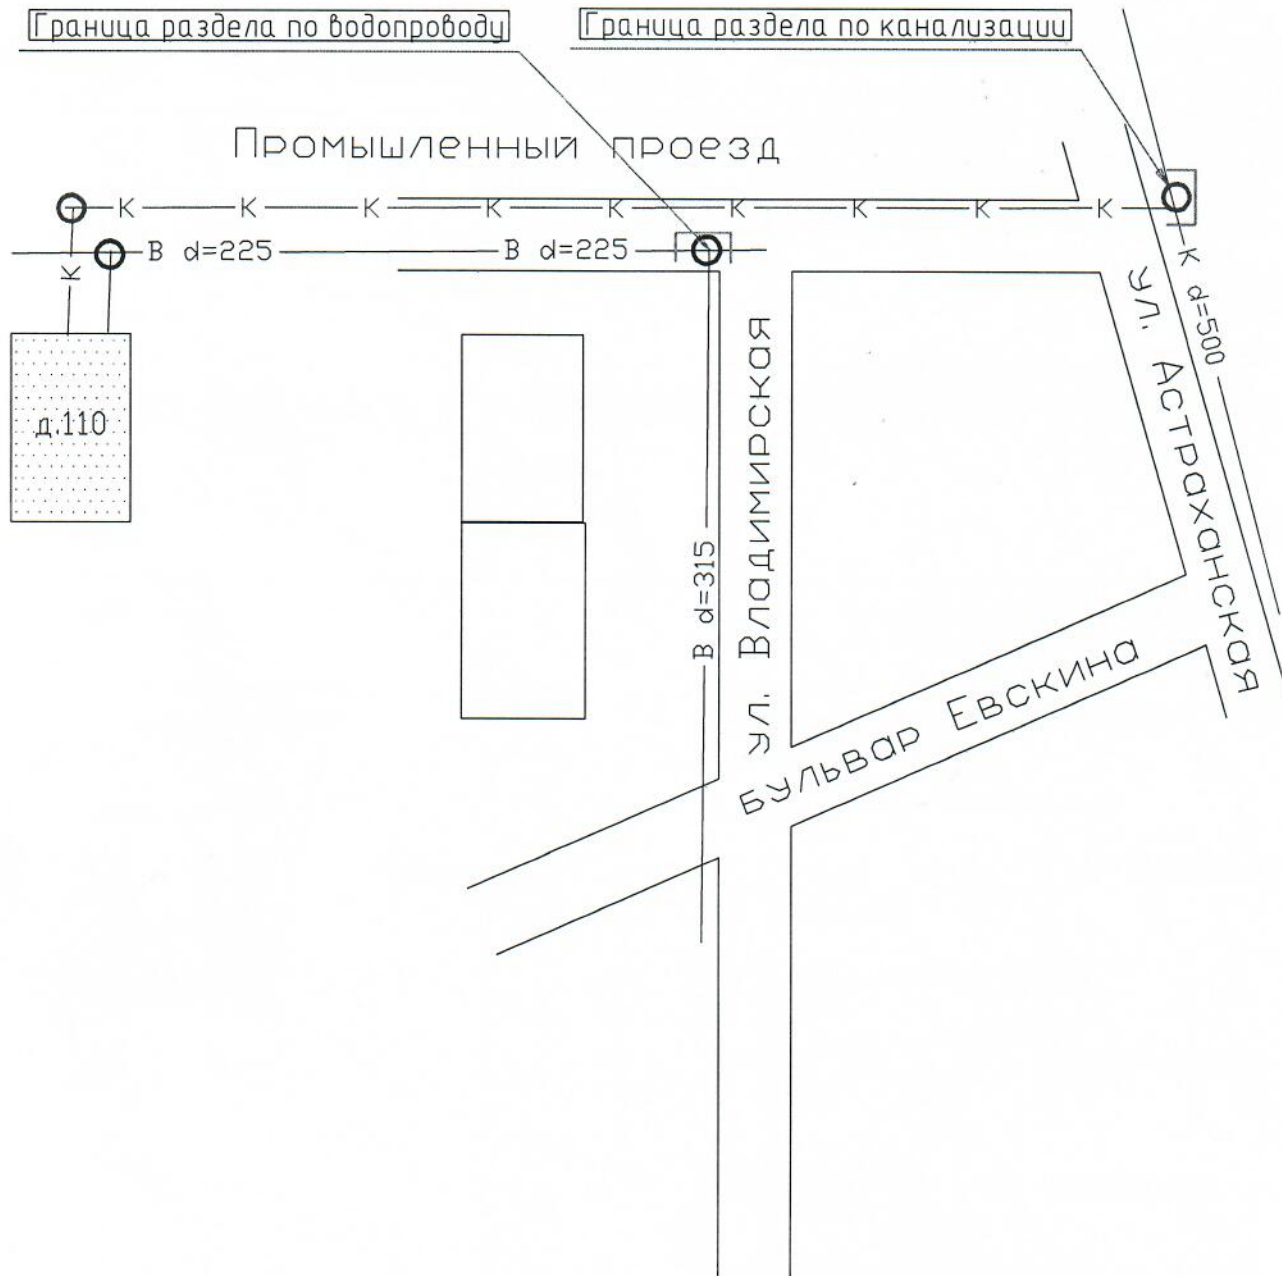 Граница раздела по водопроводу
Граница раздела по канализации
Промышленный проезд
К К К К К К К К К
В d=225 В d=225
К
К d=500
д.110
В d=315
ул. Владимирская
ул. Астраханская
Бульвар Евскина